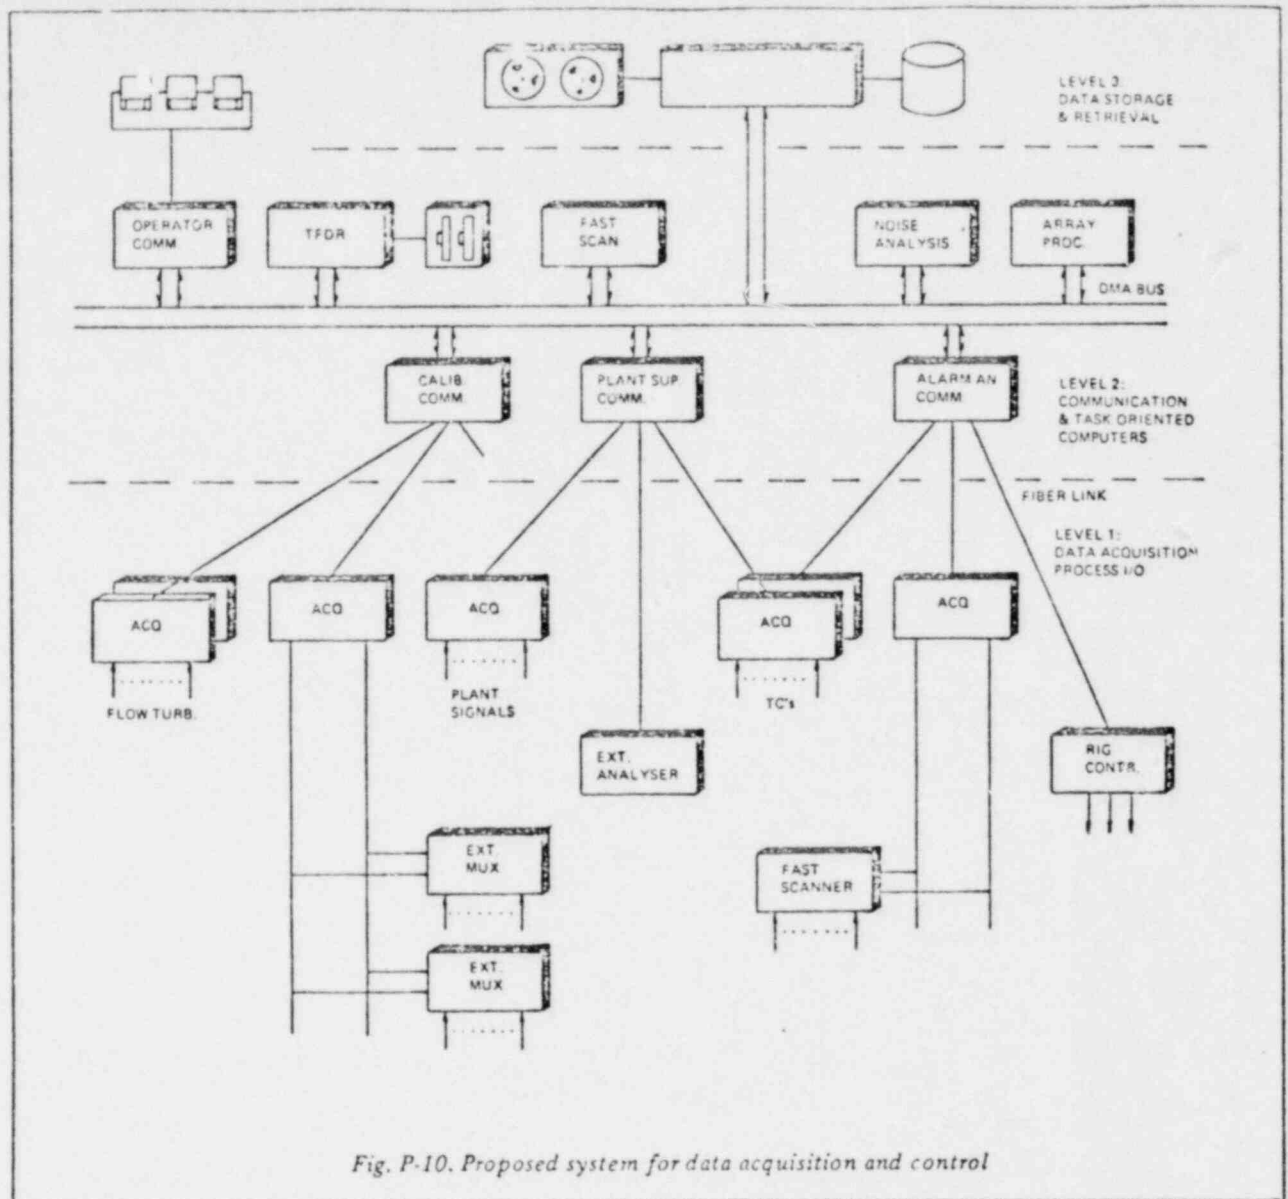 LEVEL 3:
DATA STORAGE
& RETRIEVAL
OPERATOR
COMM.
TFDR
FAST
SCAN
NOISE
ANALYSIS
ARRAY
PROC.
DMA BUS
CALIB.
COMM.
PLANT SUP.
COMM.
ALARM AN
COMM.
LEVEL 2:
COMMUNICATION
& TASK ORIENTED
COMPUTERS
FIBER LINK
LEVEL 1:
DATA ACQUISITION
PROCESS I/O
ACQ
ACQ
ACQ
ACQ
ACQ
FLOW TURB.
PLANT
SIGNALS
TC's
EXT.
ANALYSER
RIG
CONTR.
EXT.
MUX
FAST
SCANNER
EXT.
MUX
Fig. P-10. Proposed system for data acquisition and control